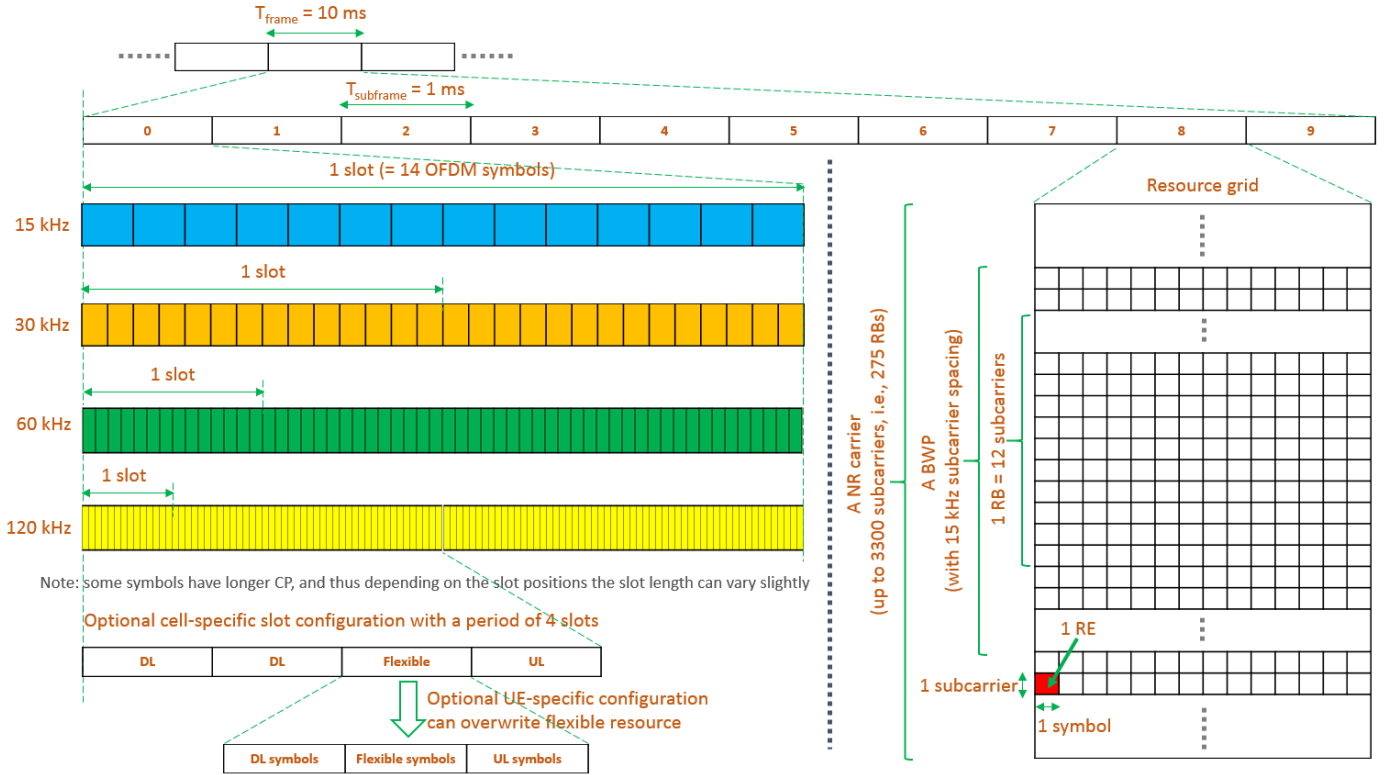 T_frame = 10 ms
T_subframe = 1 ms
0 1 2 3 4 5 6 7 8 9
1 slot (= 14 OFDM symbols)
15 kHz
1 slot
30 kHz
1 slot
60 kHz
1 slot
120 kHz
Note: some symbols have longer CP, and thus depending on the slot positions the slot length can vary slightly
Optional cell-specific slot configuration with a period of 4 slots
DL DL Flexible UL
Optional UE-specific configuration
can overwrite flexible resource
DL symbols Flexible symbols UL symbols
Resource grid
A NR carrier
(up to 3300 subcarriers, i.e., 275 RBs)
A BWP
(with 15 kHz subcarrier spacing)
1 RB = 12 subcarriers
1 RE
1 subcarrier
1 symbol